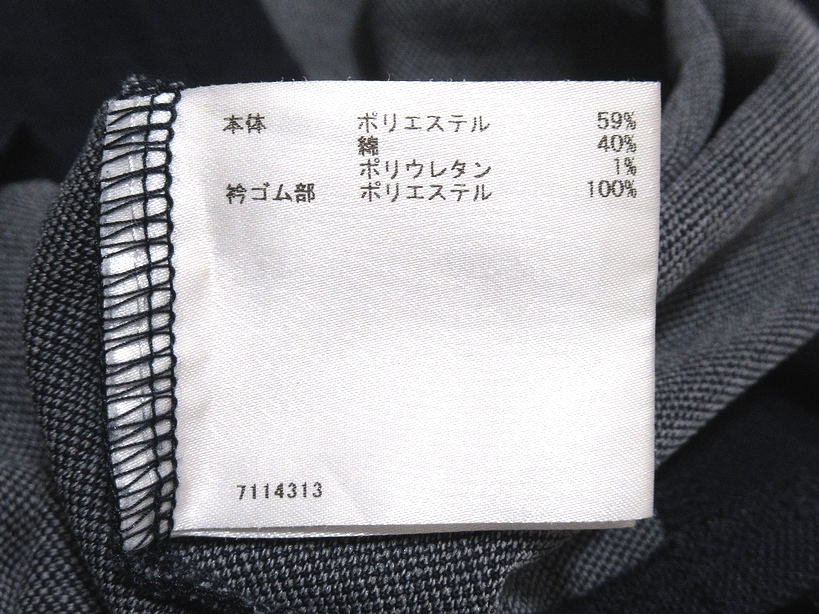 本体 ポリエステル 59%
綿 40%
ポリウレタン 1%
衿ゴム部 ポリエステル 100%
7114313